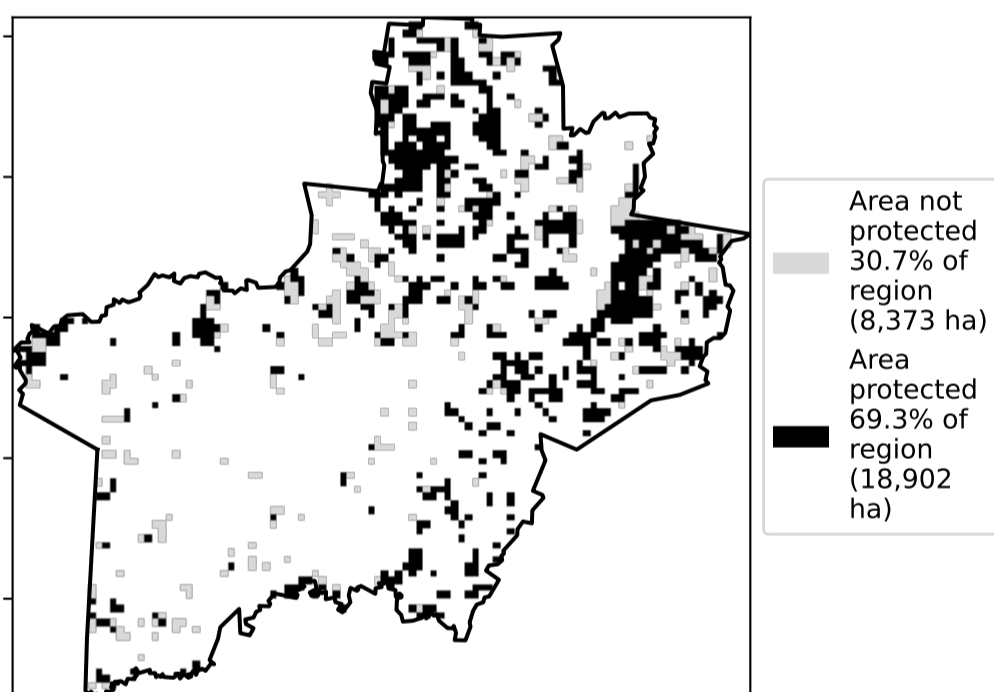 Area not
protected
30.7% of
region
(8,373 ha)
Area
protected
69.3% of
region
(18,902
ha)